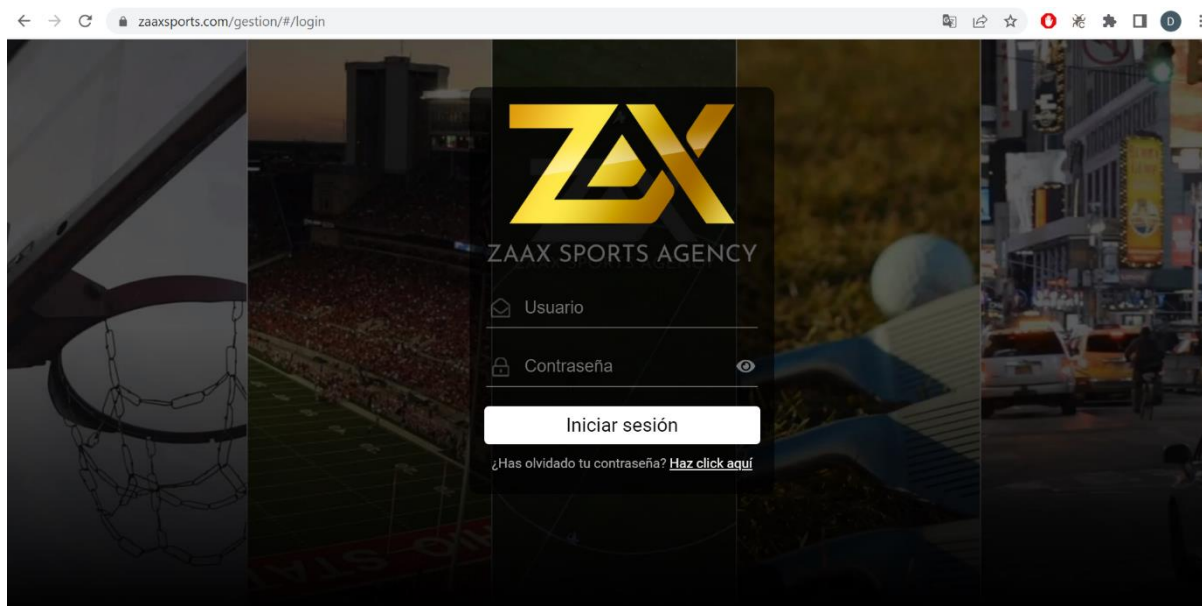 zaaxsports.com/gestion/#/login
D
ZAX
ZAAX SPORTS AGENCY
Usuario
Contraseña
Iniciar sesión
¿Has olvidado tu contraseña? Haz click aquí